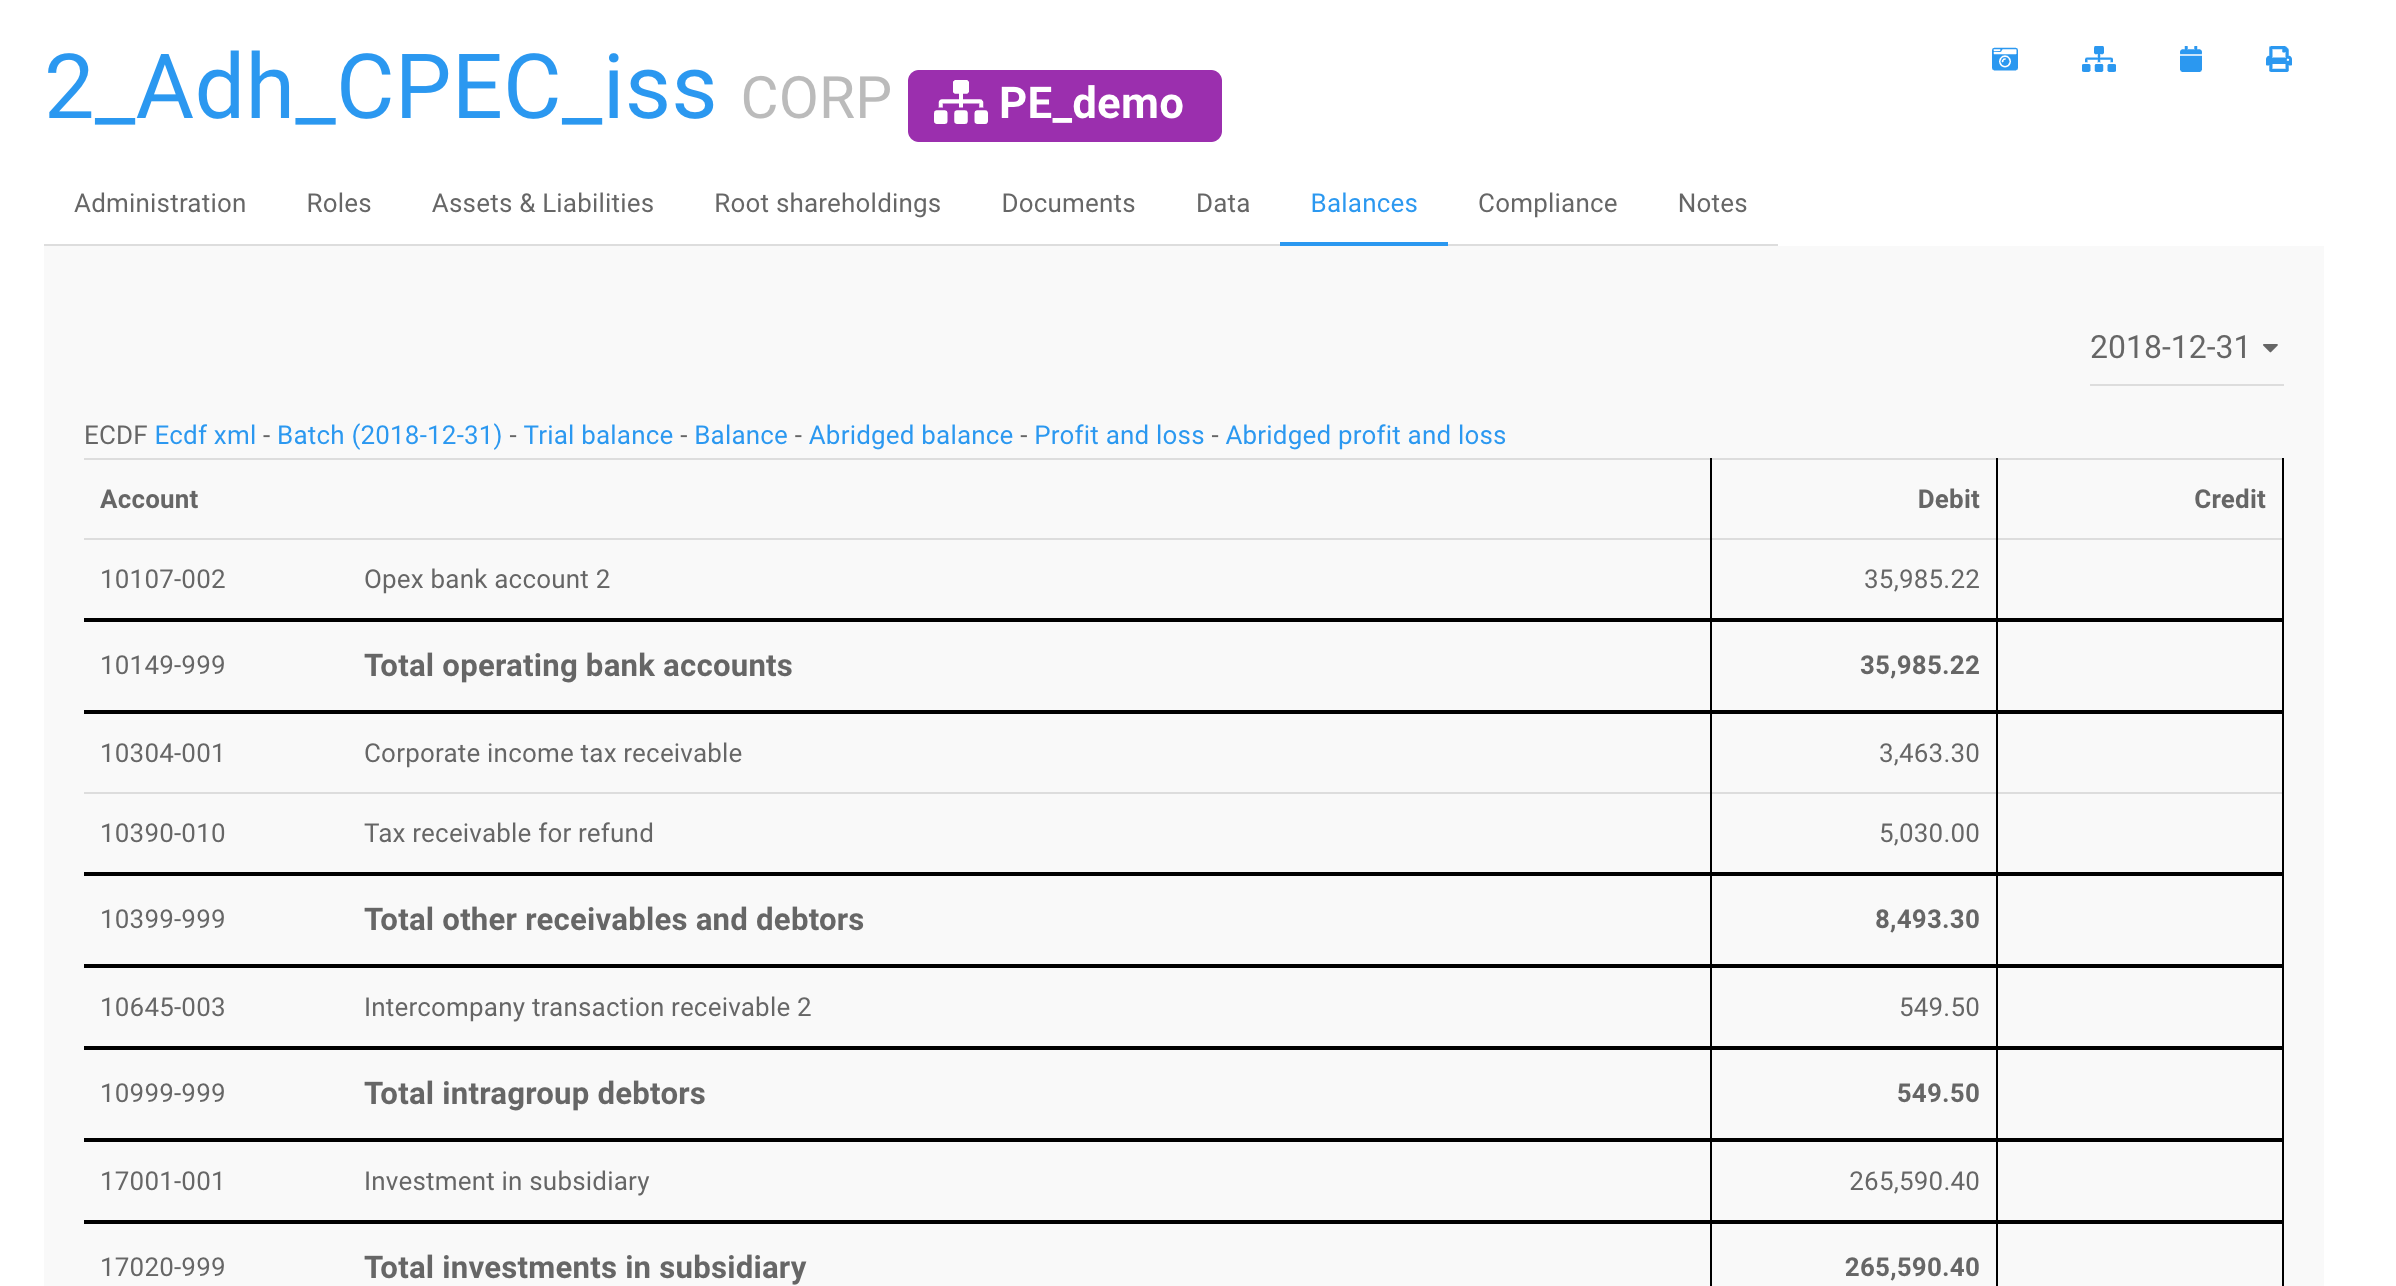 2_Adh_CPEC_iss CORP PE_demo
Administration Roles Assets & Liabilities Root shareholdings Documents Data Balances Compliance Notes
2018-12-31
ECDF Ecdf xml - Batch (2018-12-31) - Trial balance - Balance - Abridged balance - Profit and loss - Abridged profit and loss
Account Debit Credit
10107-002 Opex bank account 2 35,985.22
10149-999 Total operating bank accounts 35,985.22
10304-001 Corporate income tax receivable 3,463.30
10390-010 Tax receivable for refund 5,030.00
10399-999 Total other receivables and debtors 8,493.30
10645-003 Intercompany transaction receivable 2 549.50
10999-999 Total intragroup debtors 549.50
17001-001 Investment in subsidiary 265,590.40
17020-999 Total investments in subsidiary 265,590.40